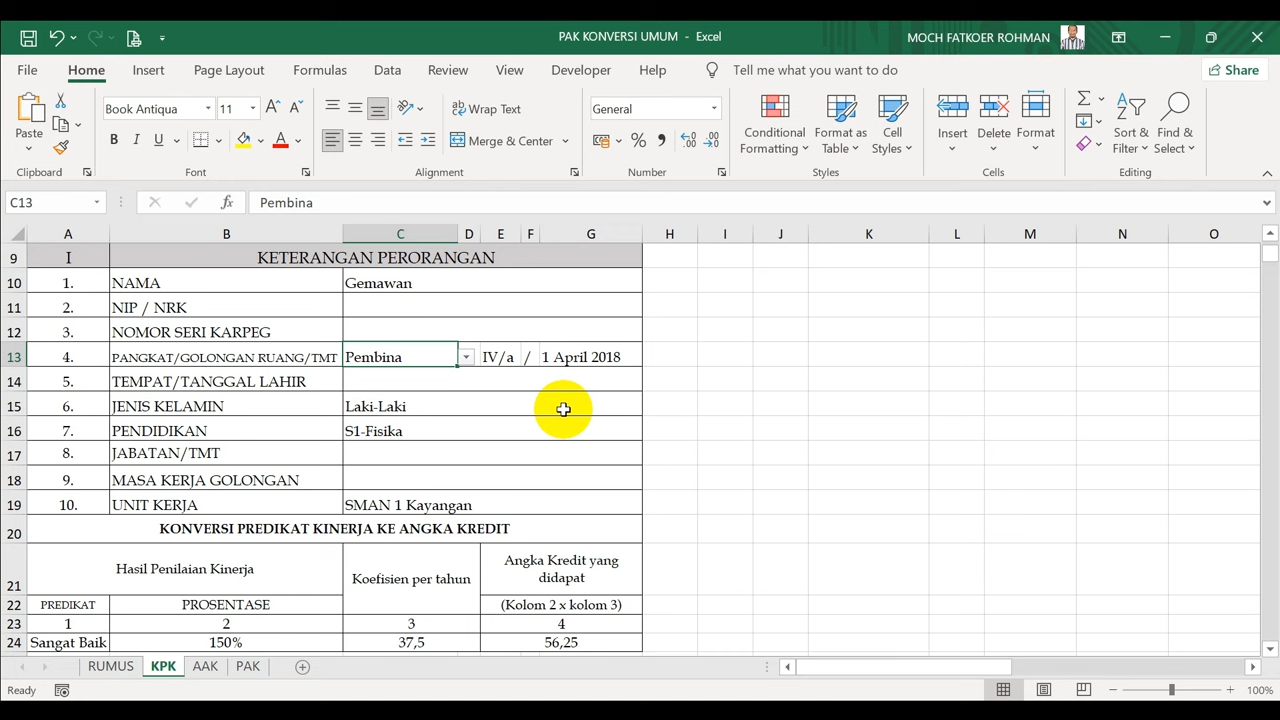 PAK KONVERSI UMUM - Excel
MOCH FATKOER ROHMAN
File Home Insert Page Layout Formulas Data Review View Developer Help Tell me what you want to do Share
Paste
Clipboard
Book Antiqua 11
B I U
Font
Wrap Text
Merge & Center
Alignment
General
Number
Conditional Formatting
Format as Table
Cell Styles
Styles
Insert Delete Format
Cells
Sort & Filter
Find & Select
Editing
C13 fx Pembina
A B C D E F G H I J K L M N O
9 I KETERANGAN PERORANGAN
10 1. NAMA Gemawan
11 2. NIP / NRK
12 3. NOMOR SERI KARPEG
13 4. PANGKAT/GOLONGAN RUANG/TMT Pembina IV/a / 1 April 2018
14 5. TEMPAT/TANGGAL LAHIR
15 6. JENIS KELAMIN Laki-Laki
16 7. PENDIDIKAN S1-Fisika
17 8. JABATAN/TMT
18 9. MASA KERJA GOLONGAN
19 10. UNIT KERJA SMAN 1 Kayangan
20 KONVERSI PREDIKAT KINERJA KE ANGKA KREDIT
21 Hasil Penilaian Kinerja Koefisien per tahun Angka Kredit yang didapat
22 PREDIKAT PROSENTASE (Kolom 2 x kolom 3)
23 1 2 3 4
24 Sangat Baik 150% 37,5 56,25
RUMUS KPK AAK PAK
Ready 100%